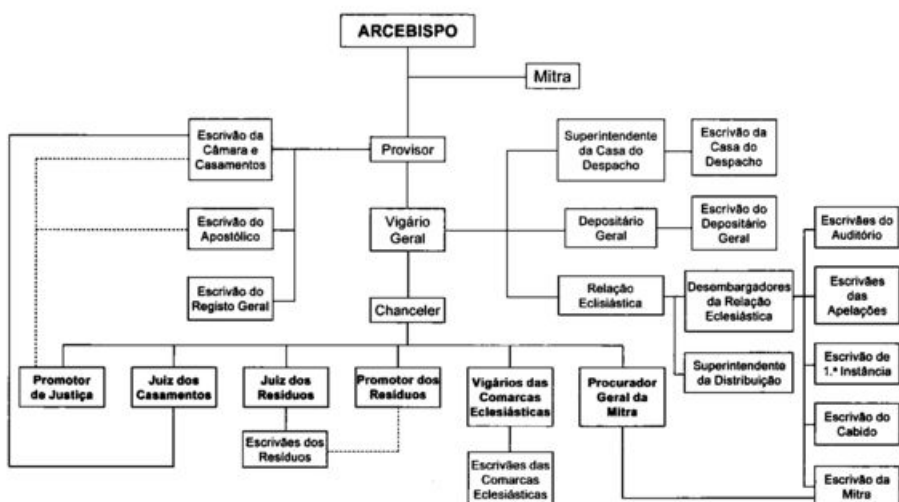 ARCEBISPO
Mitra
Escrivão da
Câmara e
Casamentos
Provisor
Superintendente
da Casa do
Despacho
Escrivão da
Casa do
Despacho
Escrivão do
Apostólico
Vigário
Geral
Depositário
Geral
Escrivão do
Depositário
Geral
Escrivães do
Auditório
Escrivão do
Registo Geral
Chanceler
Relação
Eclisiástica
Desembargadores
da Relação
Eclesiástica
Escrivães
das
Apelações
Promotor
de Justiça
Juíz dos
Casamentos
Juíz dos
Resíduos
Promotor dos
Resíduos
Vigários das
Comarcas
Eclesiásticas
Procurador
Geral da
Mitra
Superintendente
da Distribuição
Escrivão de
1.ª Instância
Escrivães dos
Resíduos
Escrivães das
Comarcas
Eclesiásticas
Escrivão do
Cabido
Escrivão da
Mitra